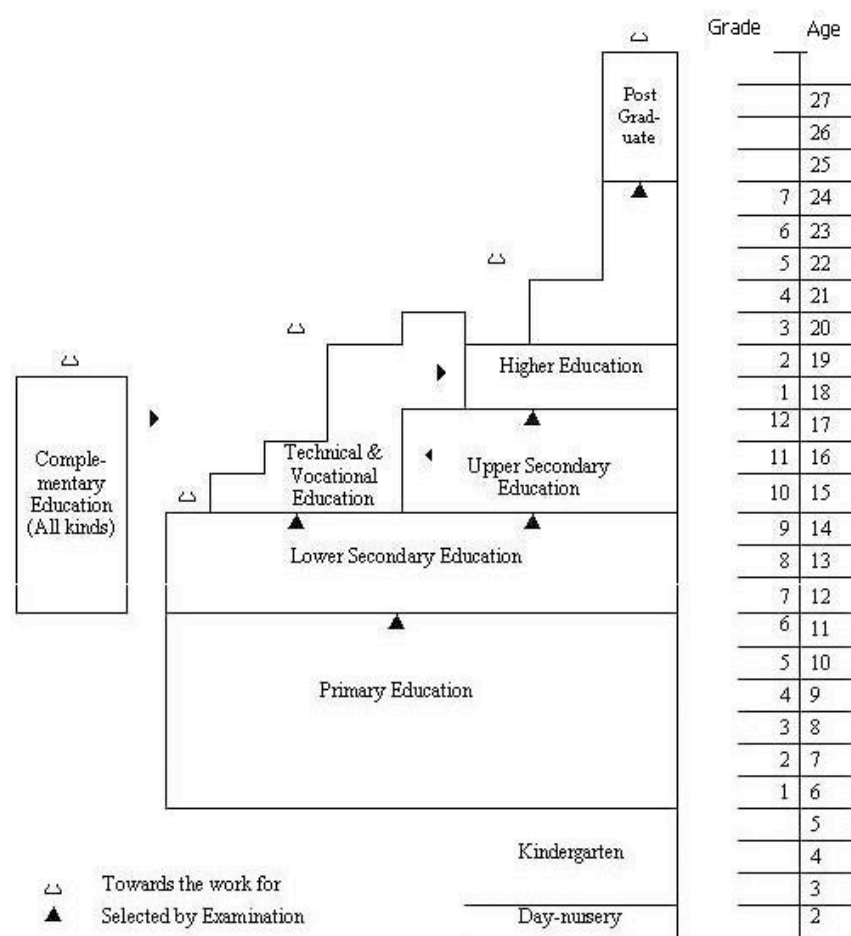 Grade Age
Post
Grad-
uate
27
26
25
7 24
6 23
5 22
4 21
3 20
Higher Education
2 19
1 18
12 17
Comple-
mentary
Education
(All kinds)
Technical &
Vocational
Education
Upper Secondary
Education
11 16
10 15
9 14
Lower Secondary Education
8 13
7 12
6 11
5 10
Primary Education
4 9
3 8
2 7
1 6
5
Kindergarten
4
3
Towards the work for
Selected by Examination
Day-nursery
2